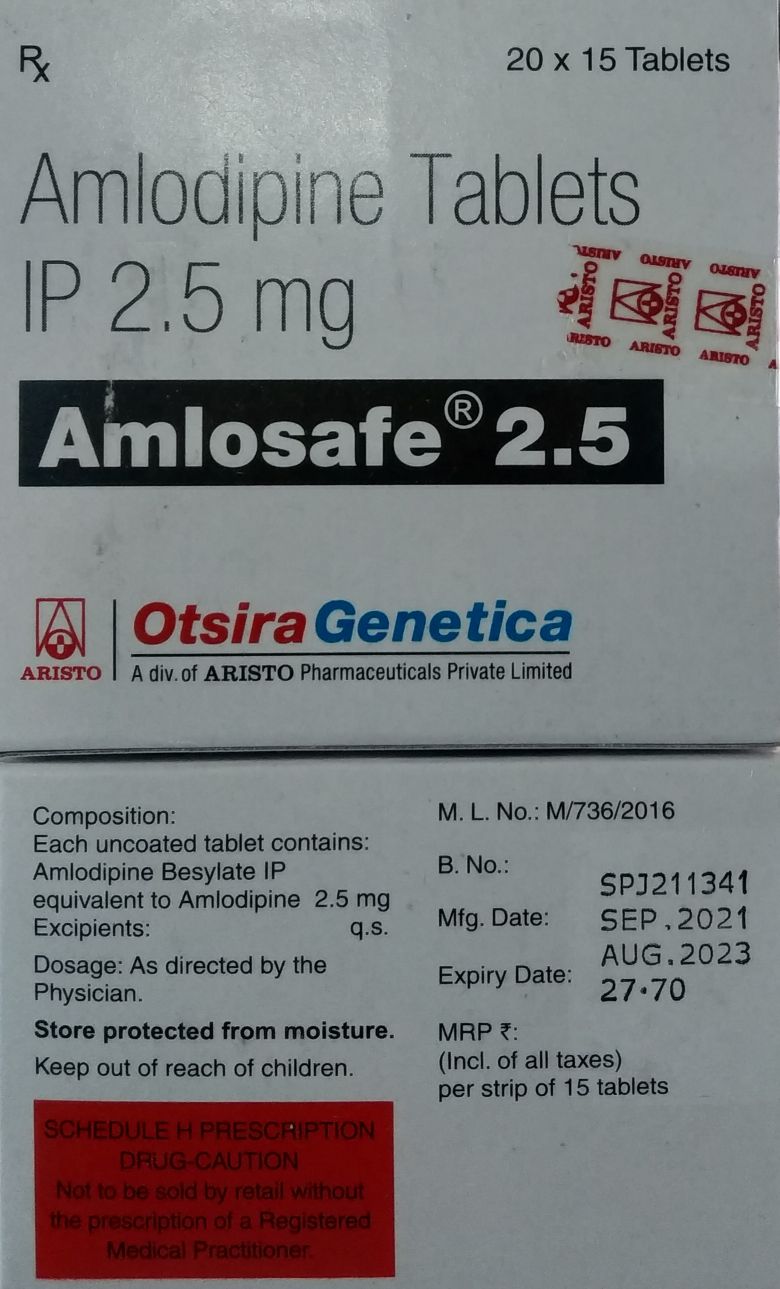 Rx
20 x 15 Tablets
Amlodipine Tablets
IP 2.5 mg
ARISTO ARISTO ARISTO
ARISTO ARISTO ARISTO
ARISTO ARISTO ARISTO
Amlosafe® 2.5
ARISTO
Otsira Genetica
A div. of ARISTO Pharmaceuticals Private Limited
Composition:
Each uncoated tablet contains:
Amlodipine Besylate IP
equivalent to Amlodipine 2.5 mg
Excipients: q.s.
Dosage: As directed by the
Physician.
Store protected from moisture.
Keep out of reach of children.
SCHEDULE H PRESCRIPTION
DRUG-CAUTION
Not to be sold by retail without
the prescription of a Registered
Medical Practitioner.
M. L. No.: M/736/2016
B. No.: SPJ211341
Mfg. Date: SEP.2021
Expiry Date: AUG.2023
MRP ₹: 27.70
(Incl. of all taxes)
per strip of 15 tablets